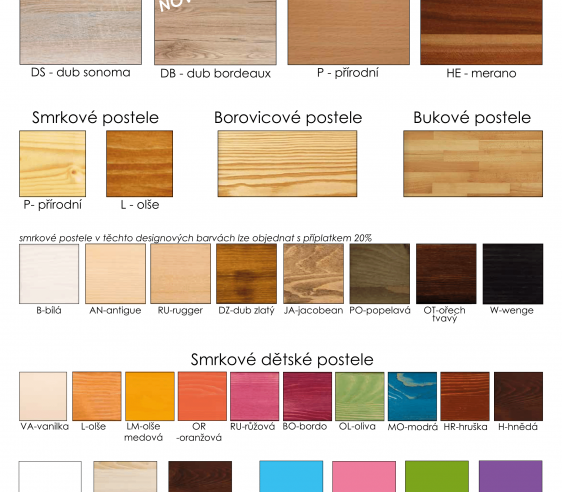 NOV
DS - dub sonoma
DB - dub bordeaux
P - přírodní
HE - merano
Smrkové postele
Borovicové postele
Bukové postele
P- přírodní
L - olše
smrkové postele v těchto designových barvách lze objednat s příplatkem 20%
B-bílá
AN-antigue
RU-rugger
DZ-dub zlatý
JA-jacobean
PO-popelavá
OT-ořech
tvavý
W-wenge
Smrkové dětské postele
VA-vanilka
L-olše
LM-olše
medová
OR
-oranžová
RU-růžová
BO-bordo
OL-oliva
MO-modrá
HR-hruška
H-hnědá